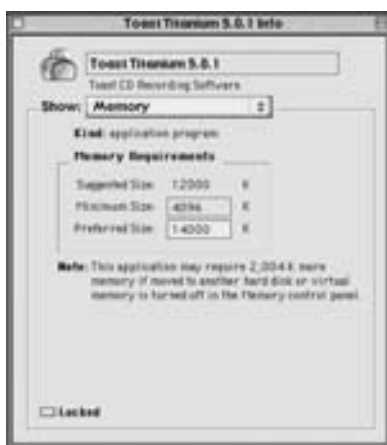 Toast Titanium 5.0.1 Info
Toast Titanium 5.0.1
Toast CD Recording Software
Show: Memory
Kind: application program
Memory Requirements
Suggested Size: 12000 K
Minimum Size: 4096 K
Preferred Size: 14000 K
Note: This application may require 2,004 K more
memory if moved to another hard disk or virtual
memory is turned off in the Memory control panel.
Locked